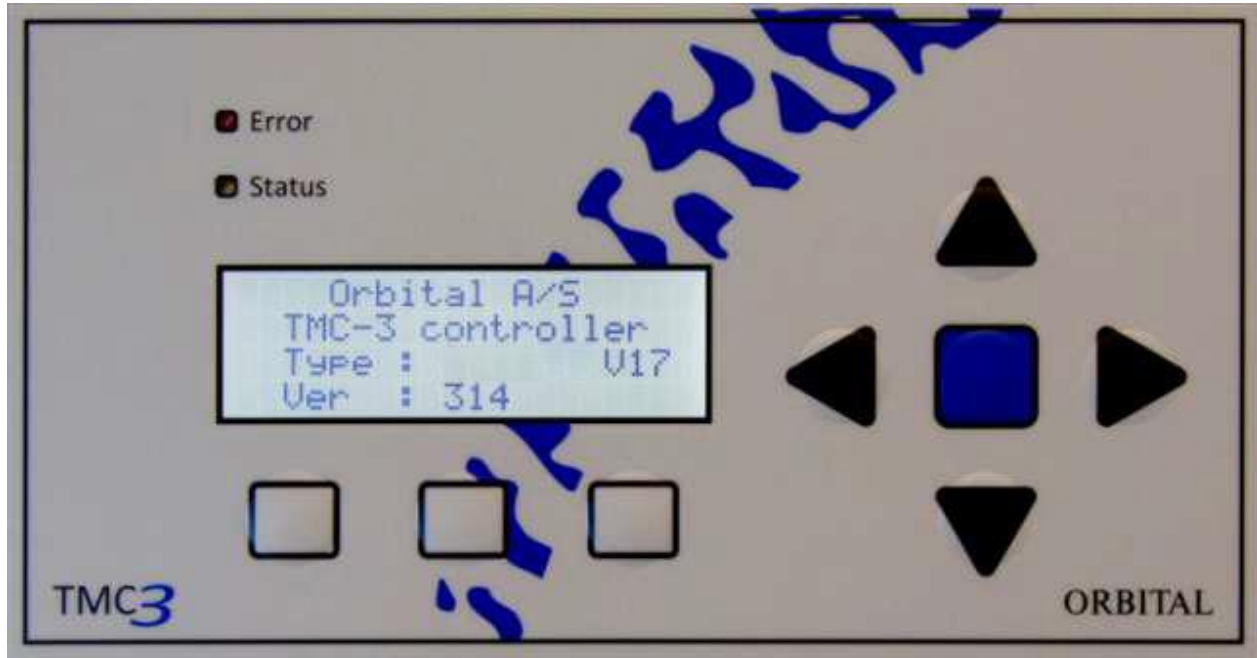 Error
Status
Orbital A/S
TMC-3 controller
Type : V17
Ver : 314
TMC3
ORBITAL